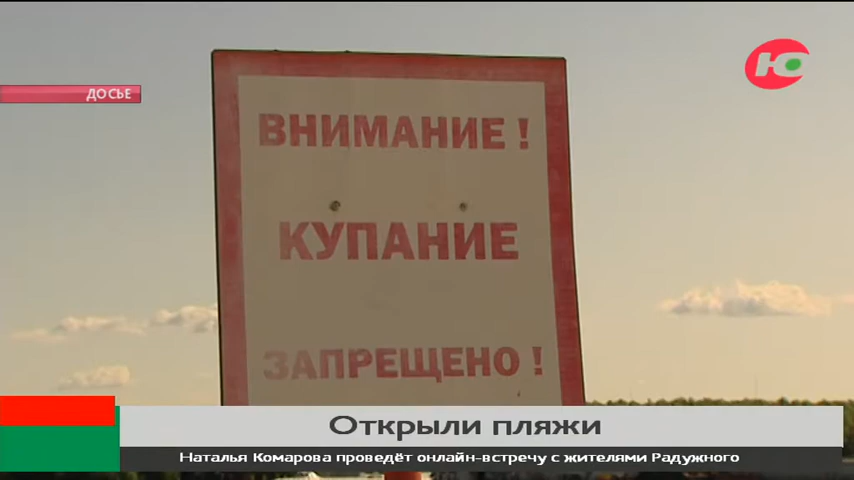 ДОСЬЕ
Ю
ВНИМАНИЕ !
КУПАНИЕ
ЗАПРЕЩЕНО !
Открыли пляжи
Наталья Комарова проведёт онлайн-встречу с жителями Радужного